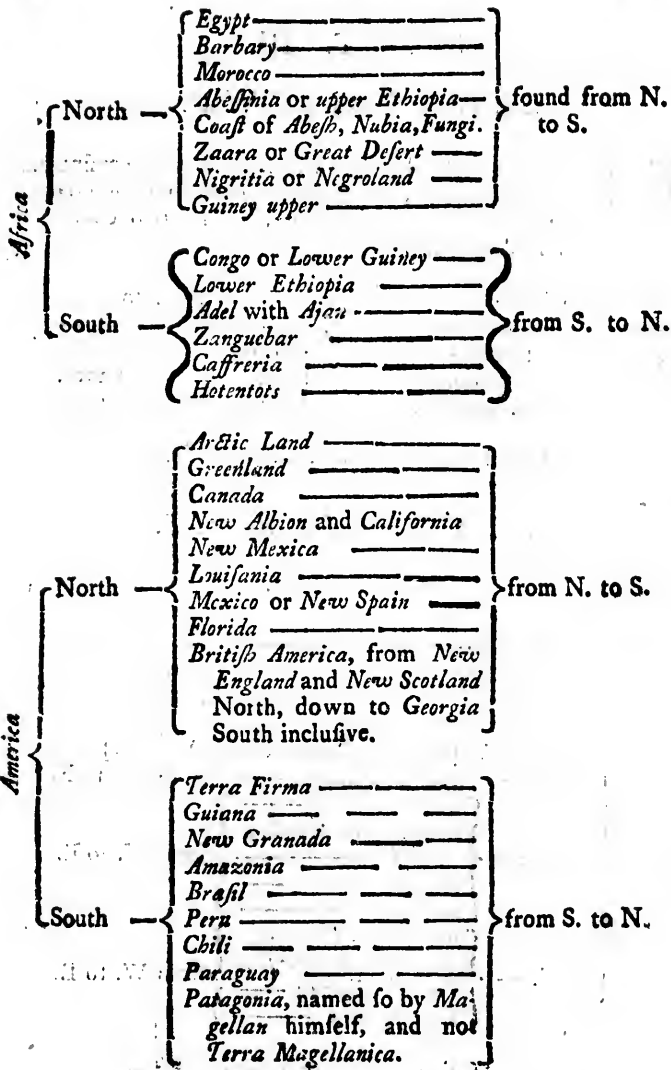 Africa
North
Egypt
Barbary
Morocco
Abeſſinia or upper Ethiopia
Coaſt of Abeſh, Nubia, Fungi.
Zaara or Great Deſert
Nigritia or Negroland
Guiney upper
found from N.
to S.
South
Congo or Lower Guiney
Lower Ethiopia
Adel with Ajan
Zanguebar
Caffreria
Hotentots
from S. to N.
America
North
Arctic Land
Greenland
Canada
New Albion and California
New Mexica
Louiſania
Mexico or New Spain
Florida
Britiſh America, from New
England and New Scotland
North, down to Georgia
South incluſive.
from N. to S.
South
Terra Firma
Guiana
New Granada
Amazonia
Braſil
Peru
Chili
Paraguay
Patagonia, named ſo by Ma-
gellan himſelf, and not
Terra Magellanica.
from S. to N.